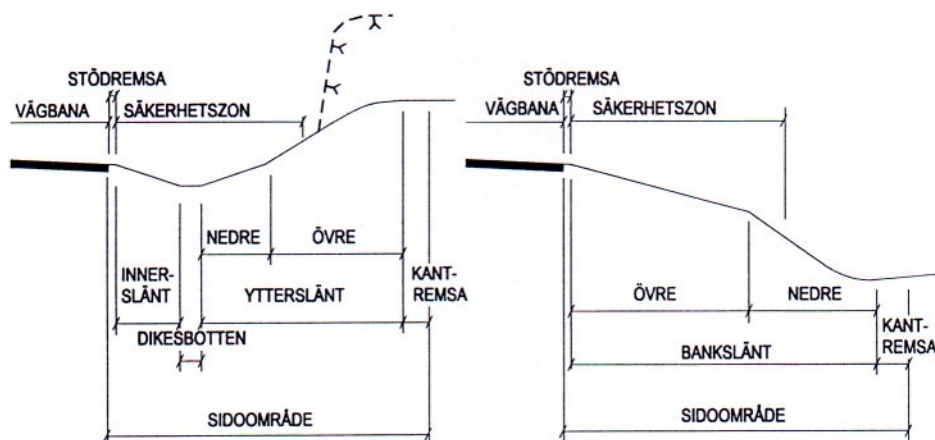 STÖDREMSA
VÄGBANA
SÄKERHETSZON
NEDRE
ÖVRE
INNER-
SLÄNT
YTTERSLÄNT
KANT-
REMSA
DIKESBOTTEN
SIDOOMRÅDE
STÖDREMSA
VÄGBANA
SÄKERHETSZON
ÖVRE
NEDRE
BANKSLÄNT
KANT-
REMSA
SIDOOMRÅDE